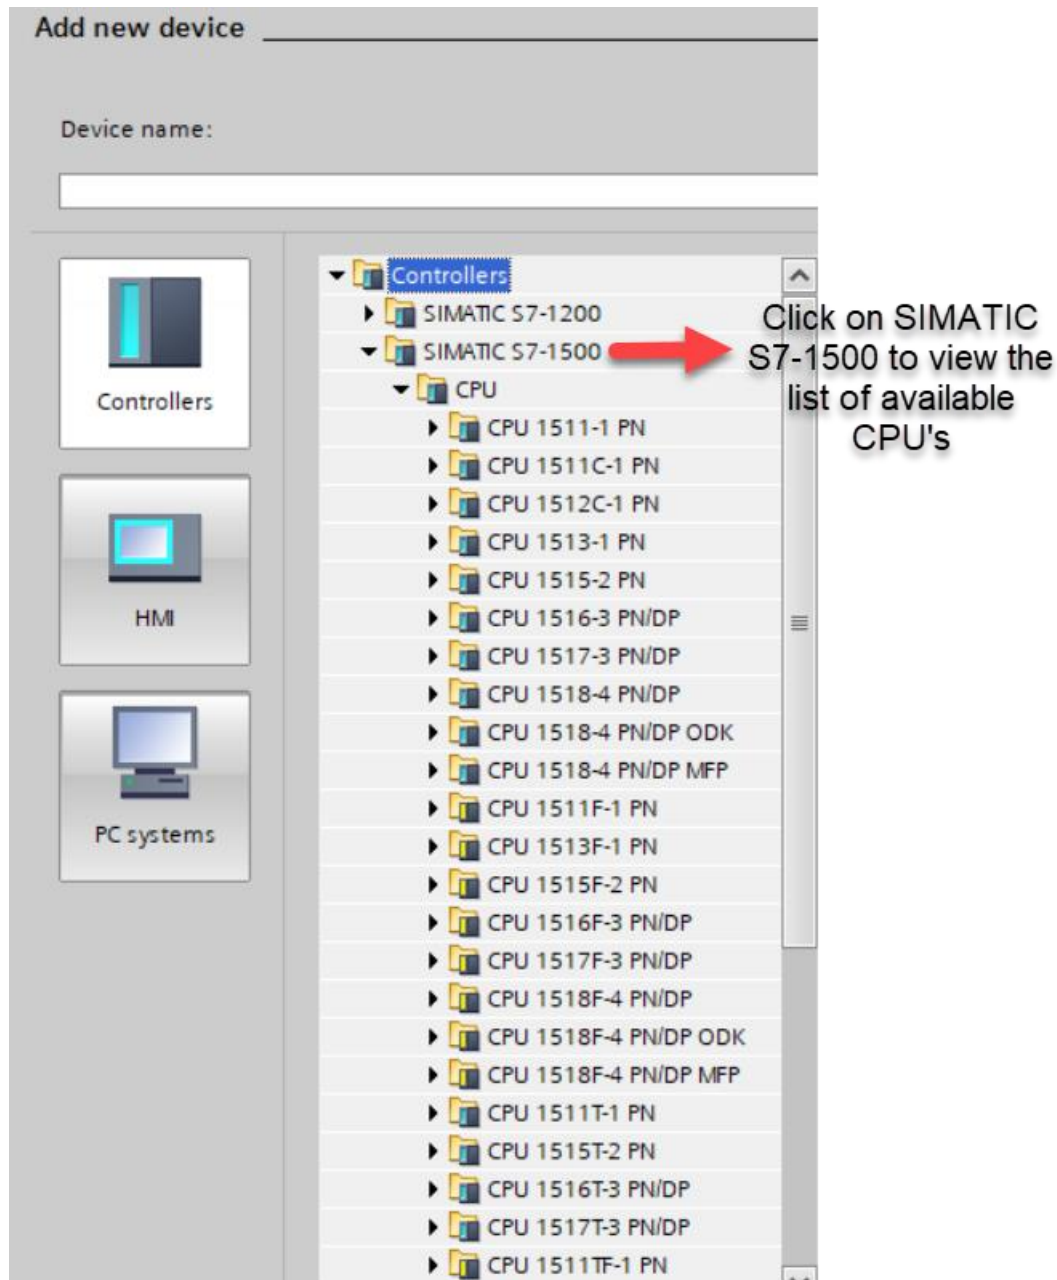 Add new device
Device name:
Controllers
HMI
PC systems
Controllers
SIMATIC S7-1200
SIMATIC S7-1500
CPU
CPU 1511-1 PN
CPU 1511C-1 PN
CPU 1512C-1 PN
CPU 1513-1 PN
CPU 1515-2 PN
CPU 1516-3 PN/DP
CPU 1517-3 PN/DP
CPU 1518-4 PN/DP
CPU 1518-4 PN/DP ODK
CPU 1518-4 PN/DP MFP
CPU 1511F-1 PN
CPU 1513F-1 PN
CPU 1515F-2 PN
CPU 1516F-3 PN/DP
CPU 1517F-3 PN/DP
CPU 1518F-4 PN/DP
CPU 1518F-4 PN/DP ODK
CPU 1518F-4 PN/DP MFP
CPU 1511T-1 PN
CPU 1515T-2 PN
CPU 1516T-3 PN/DP
CPU 1517T-3 PN/DP
CPU 1511TF-1 PN
Click on SIMATIC
S7-1500 to view the
list of available
CPU's